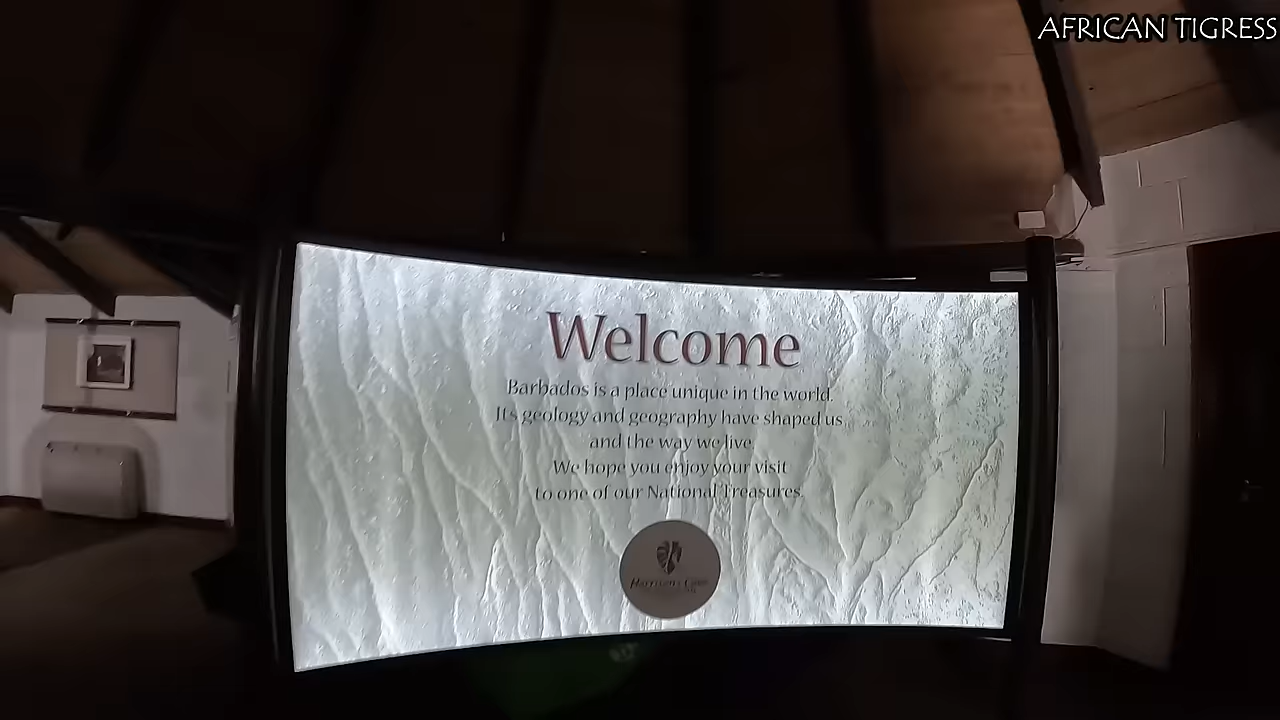 AFRICAN TIGRESS
Welcome
Barbados is a place unique in the world.
Its geology and geography have shaped us
and the way we live.
We hope you enjoy your visit
to one of our National Treasures.